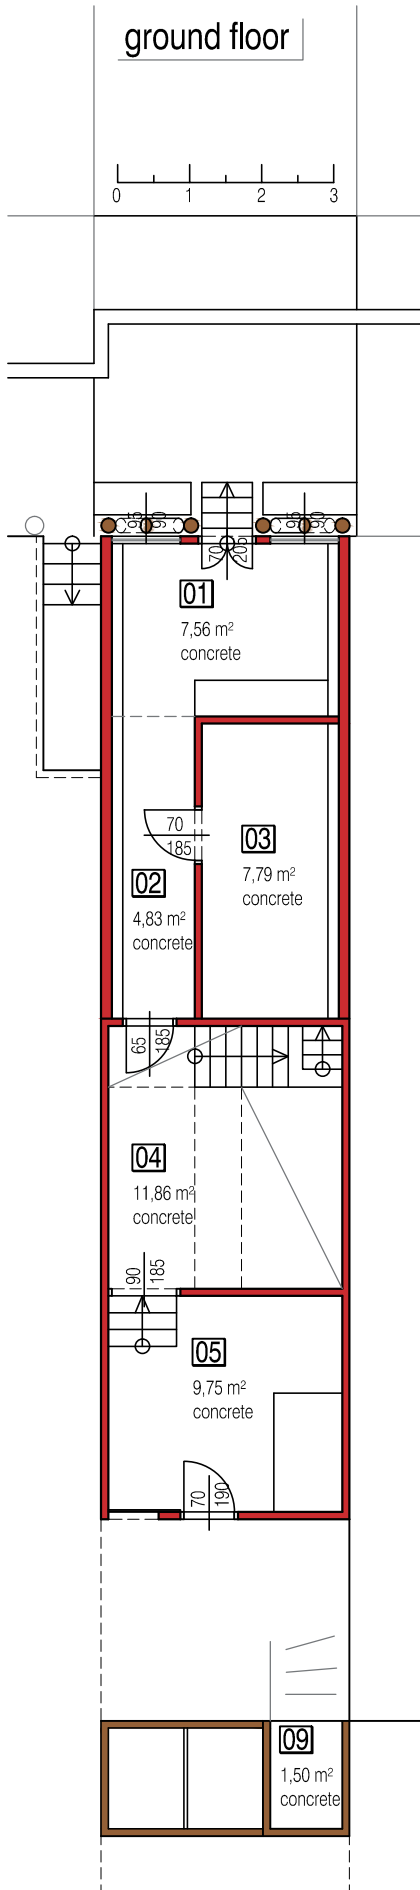 ground floor
0 1 2 3
95 90 95 90
70 205
01
7,56 m²
concrete
70
185
03
7,79 m²
concrete
02
4,83 m²
concrete
65 185
04
11,86 m²
concrete
90 185
05
9,75 m²
concrete
70 190
09
1,50 m²
concrete